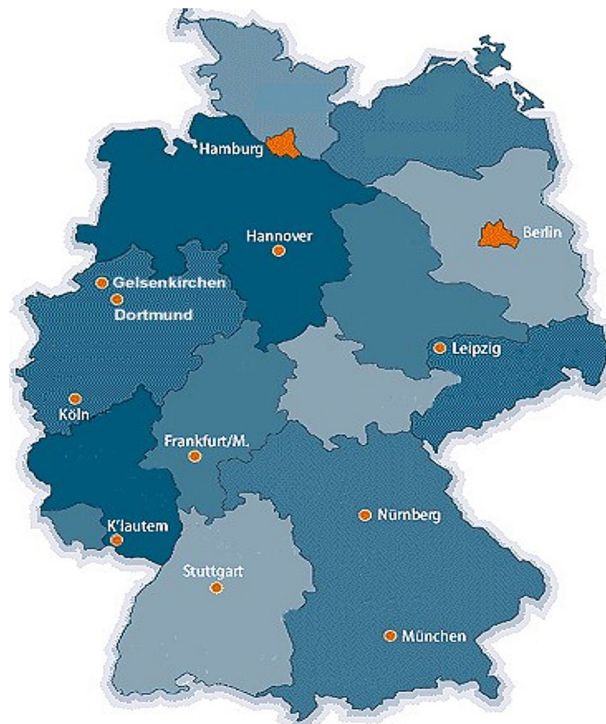 Hamburg
Berlin
Hannover
Gelsenkirchen
Dortmund
Leipzig
Köln
Frankfurt/M.
Nürnberg
K'lautern
Stuttgart
München